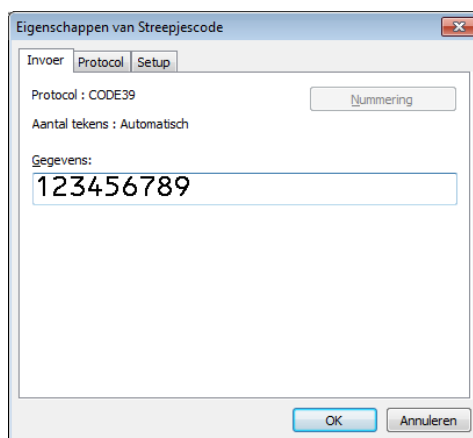 Eigenschappen van Streepjescode
Invoer Protocol Setup
Protocol : CODE39 Nummering
Aantal tekens : Automatisch
Gegevens:
123456789
OK Annuleren